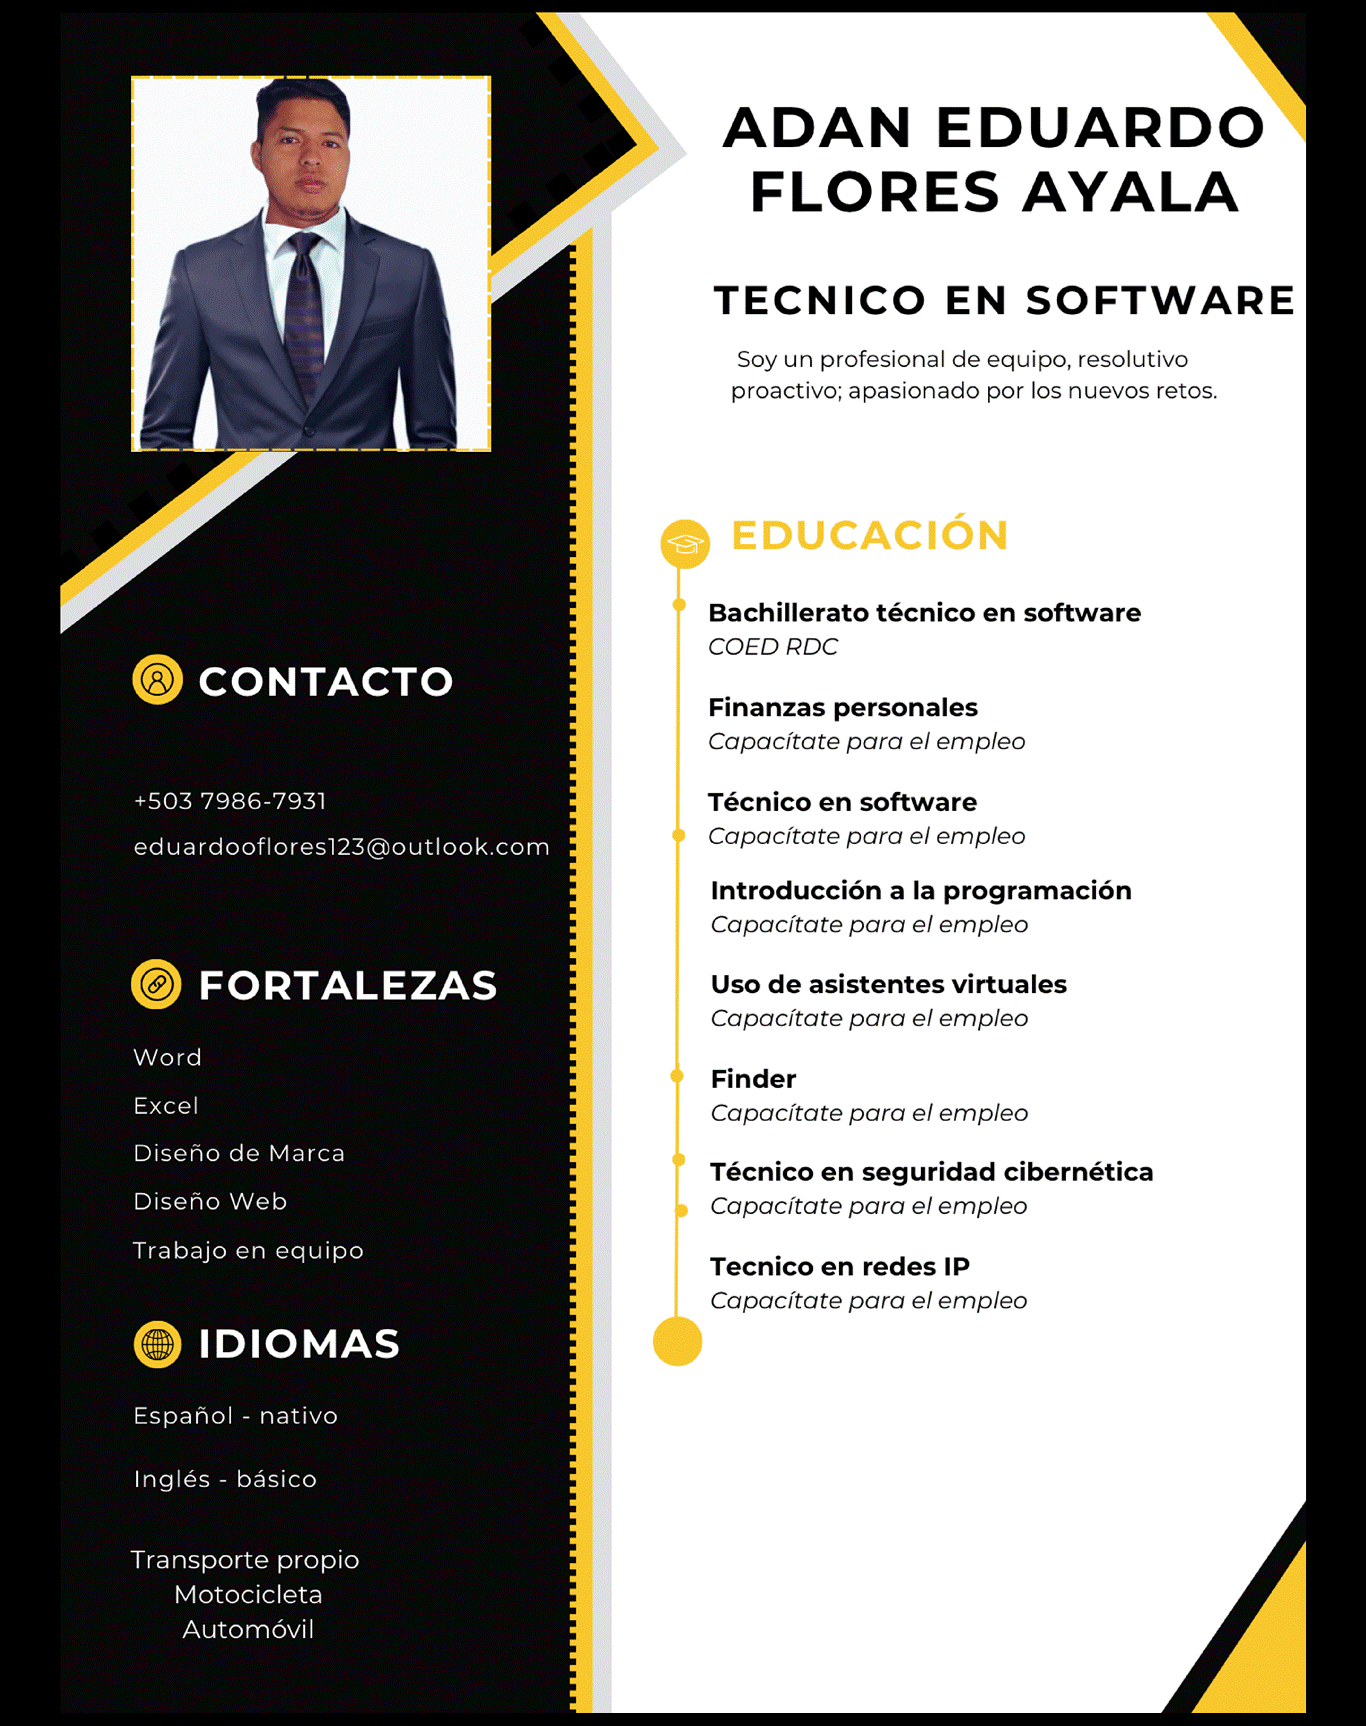 ADAN EDUARDO
FLORES AYALA
TECNICO EN SOFTWARE
Soy un profesional de equipo, resolutivo
proactivo; apasionado por los nuevos retos.
CONTACTO
+503 7986-7931
eduardooflores123@outlook.com
FORTALEZAS
Word
Excel
Diseño de Marca
Diseño Web
Trabajo en equipo
IDIOMAS
Español - nativo
Inglés - básico
Transporte propio
Motocicleta
Automóvil
EDUCACIÓN
Bachillerato técnico en software
COED RDC
Finanzas personales
Capacítate para el empleo
Técnico en software
Capacítate para el empleo
Introducción a la programación
Capacítate para el empleo
Uso de asistentes virtuales
Capacítate para el empleo
Finder
Capacítate para el empleo
Técnico en seguridad cibernética
Capacítate para el empleo
Tecnico en redes IP
Capacítate para el empleo